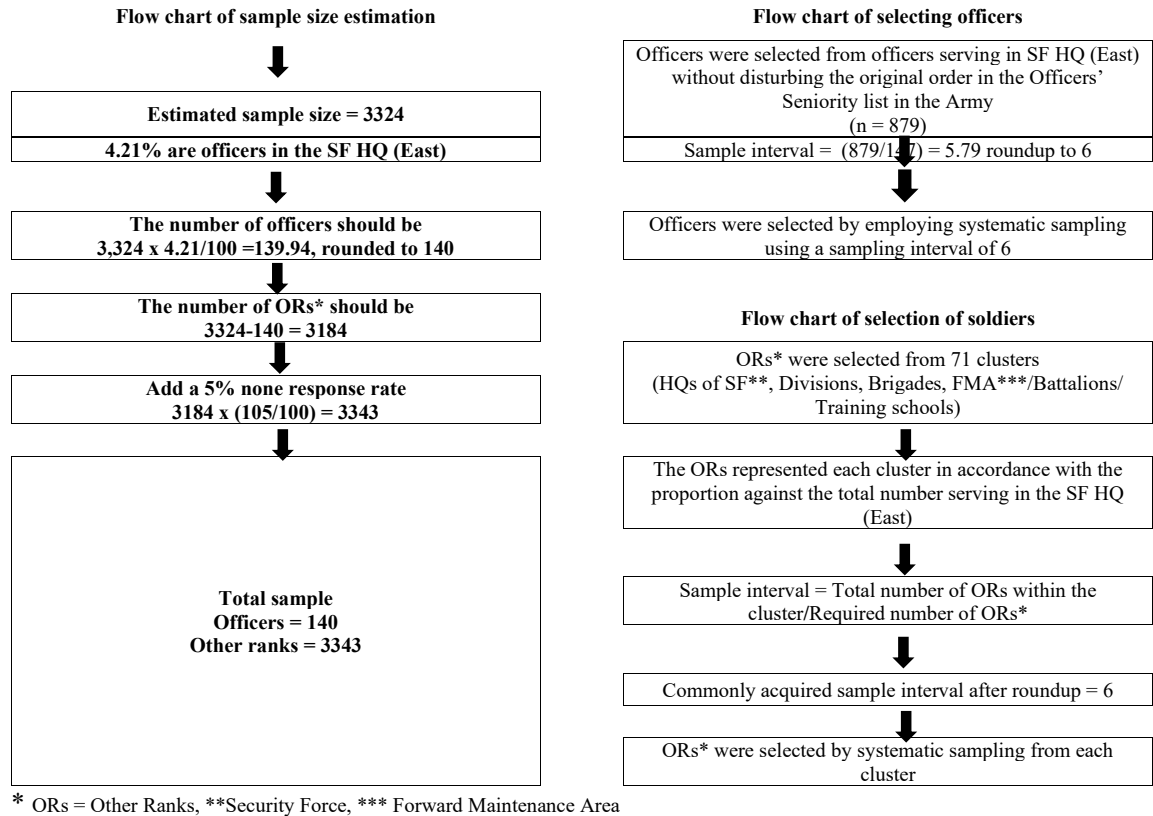 Flow chart of sample size estimation
Estimated sample size = 3324
4.21% are officers in the SF HQ (East)
The number of officers should be
3,324 x 4.21/100 =139.94, rounded to 140
The number of ORs* should be
3324-140 = 3184
Add a 5% none response rate
3184 x (105/100) = 3343
Total sample
Officers = 140
Other ranks = 3343
Flow chart of selecting officers
Officers were selected from officers serving in SF HQ (East)
without disturbing the original order in the Officers’
Seniority list in the Army
(n = 879)
Sample interval = (879/147) = 5.79 roundup to 6
Officers were selected by employing systematic sampling
using a sampling interval of 6
Flow chart of selection of soldiers
ORs* were selected from 71 clusters
(HQs of SF**, Divisions, Brigades, FMA***/Battalions/
Training schools)
The ORs represented each cluster in accordance with the
proportion against the total number serving in the SF HQ
(East)
Sample interval = Total number of ORs within the
cluster/Required number of ORs*
Commonly acquired sample interval after roundup = 6
ORs* were selected by systematic sampling from each
cluster
* ORs = Other Ranks, **Security Force, *** Forward Maintenance Area